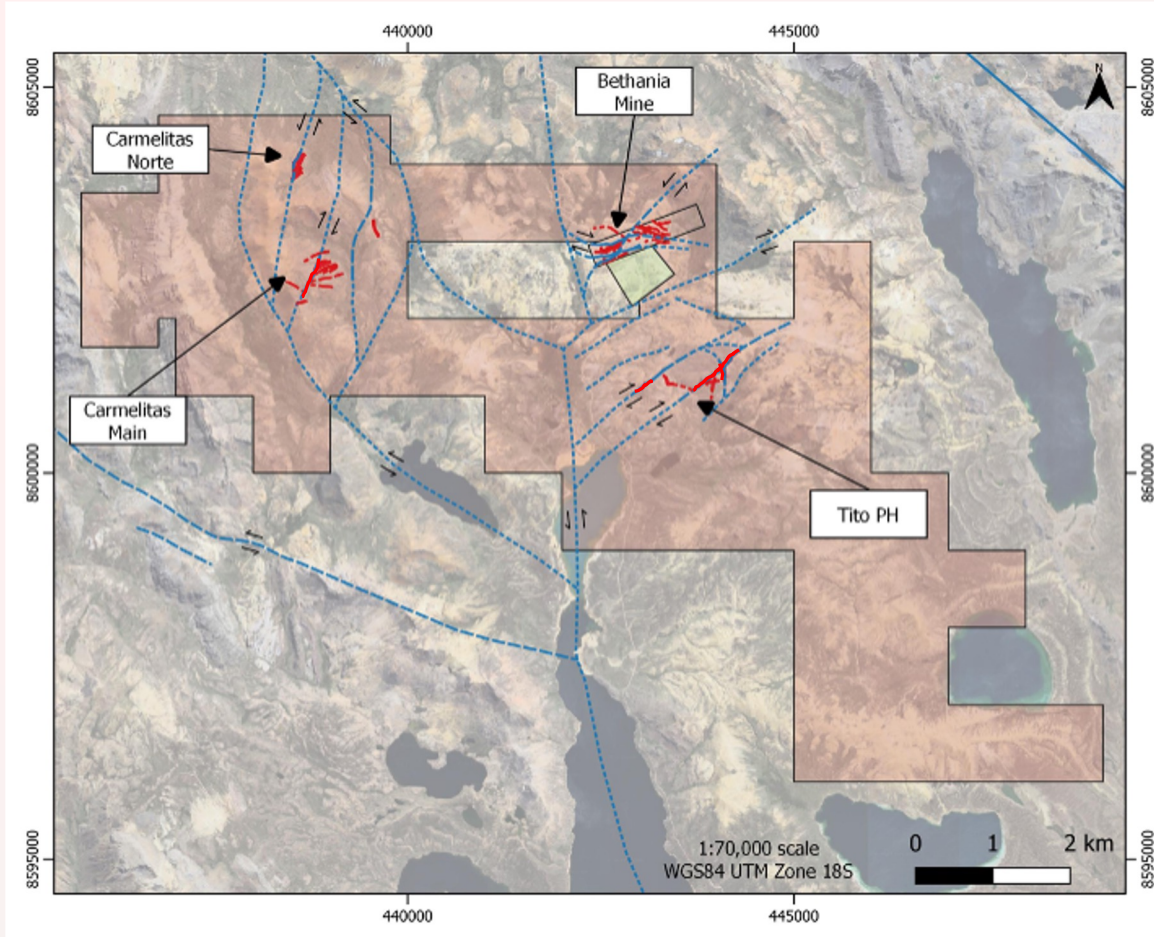 440000
445000
N
8605000
8605000
Bethania
Mine
Carmelitas
Norte
Carmelitas
Main
8600000
8600000
Tito PH
1:70,000 scale
WGS84 UTM Zone 18S
0 1 2 km
8595000
8595000
440000
445000